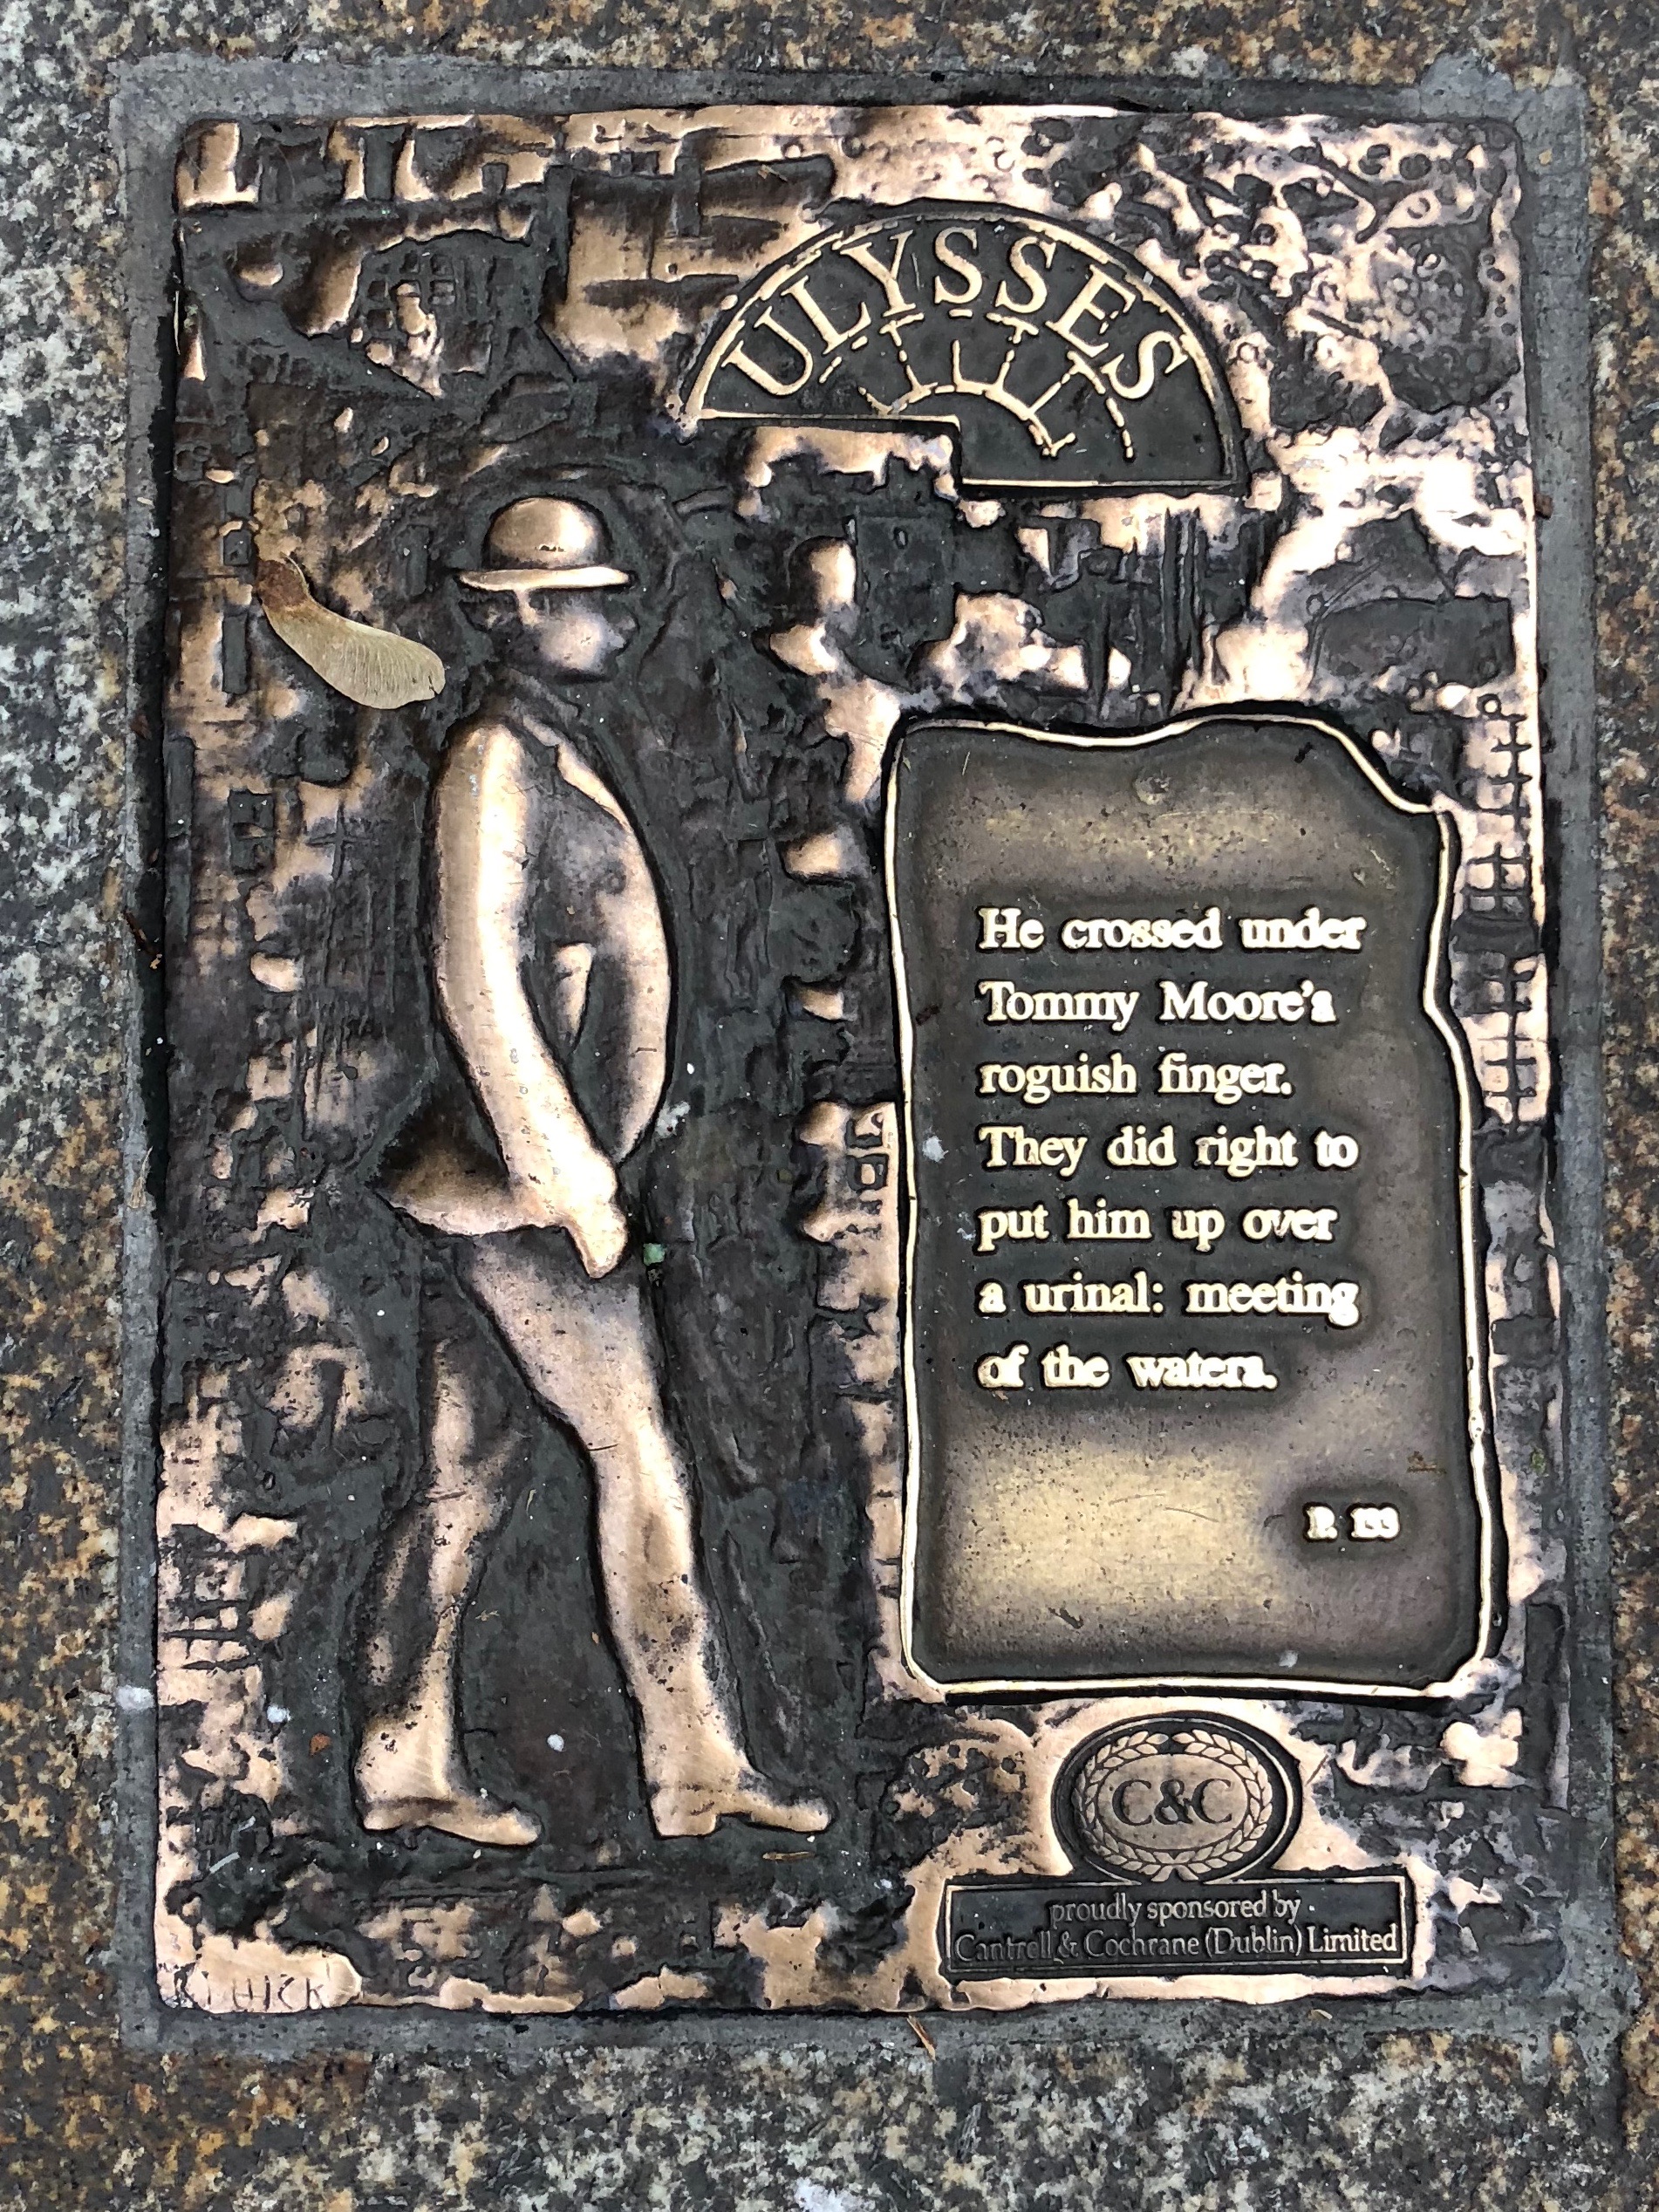 ULYSSES
He crossed under
Tommy Moore's
roguish finger.
They did right to
put him up over
a urinal: meeting
of the waters.
P. 133
C&C
proudly sponsored by
Cantrell & Cochrane (Dublin) Limited